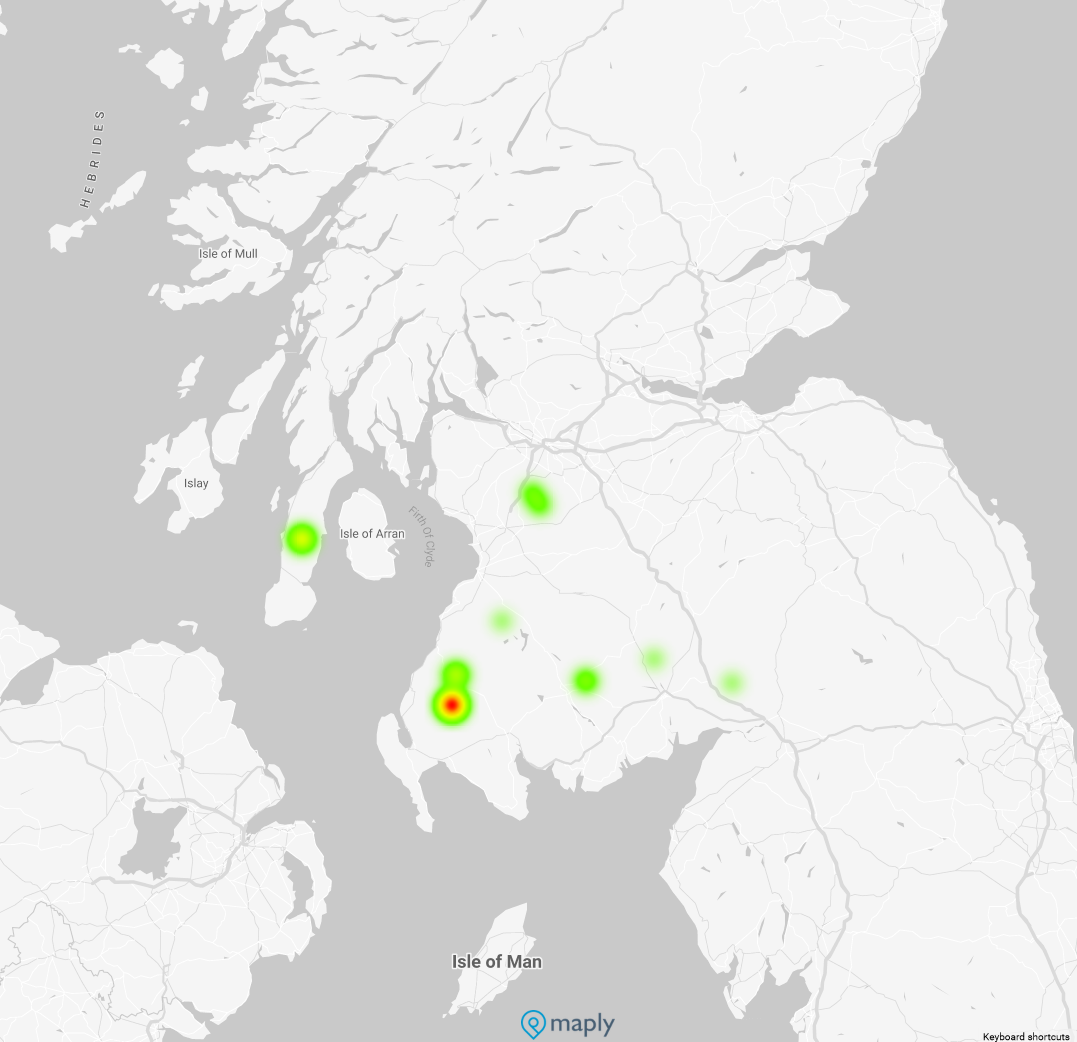 HEBRIDES
Isle of Mull
Islay
Isle of Arran
Firth Of Clyde
Isle of Man
maply
Keyboard shortcuts